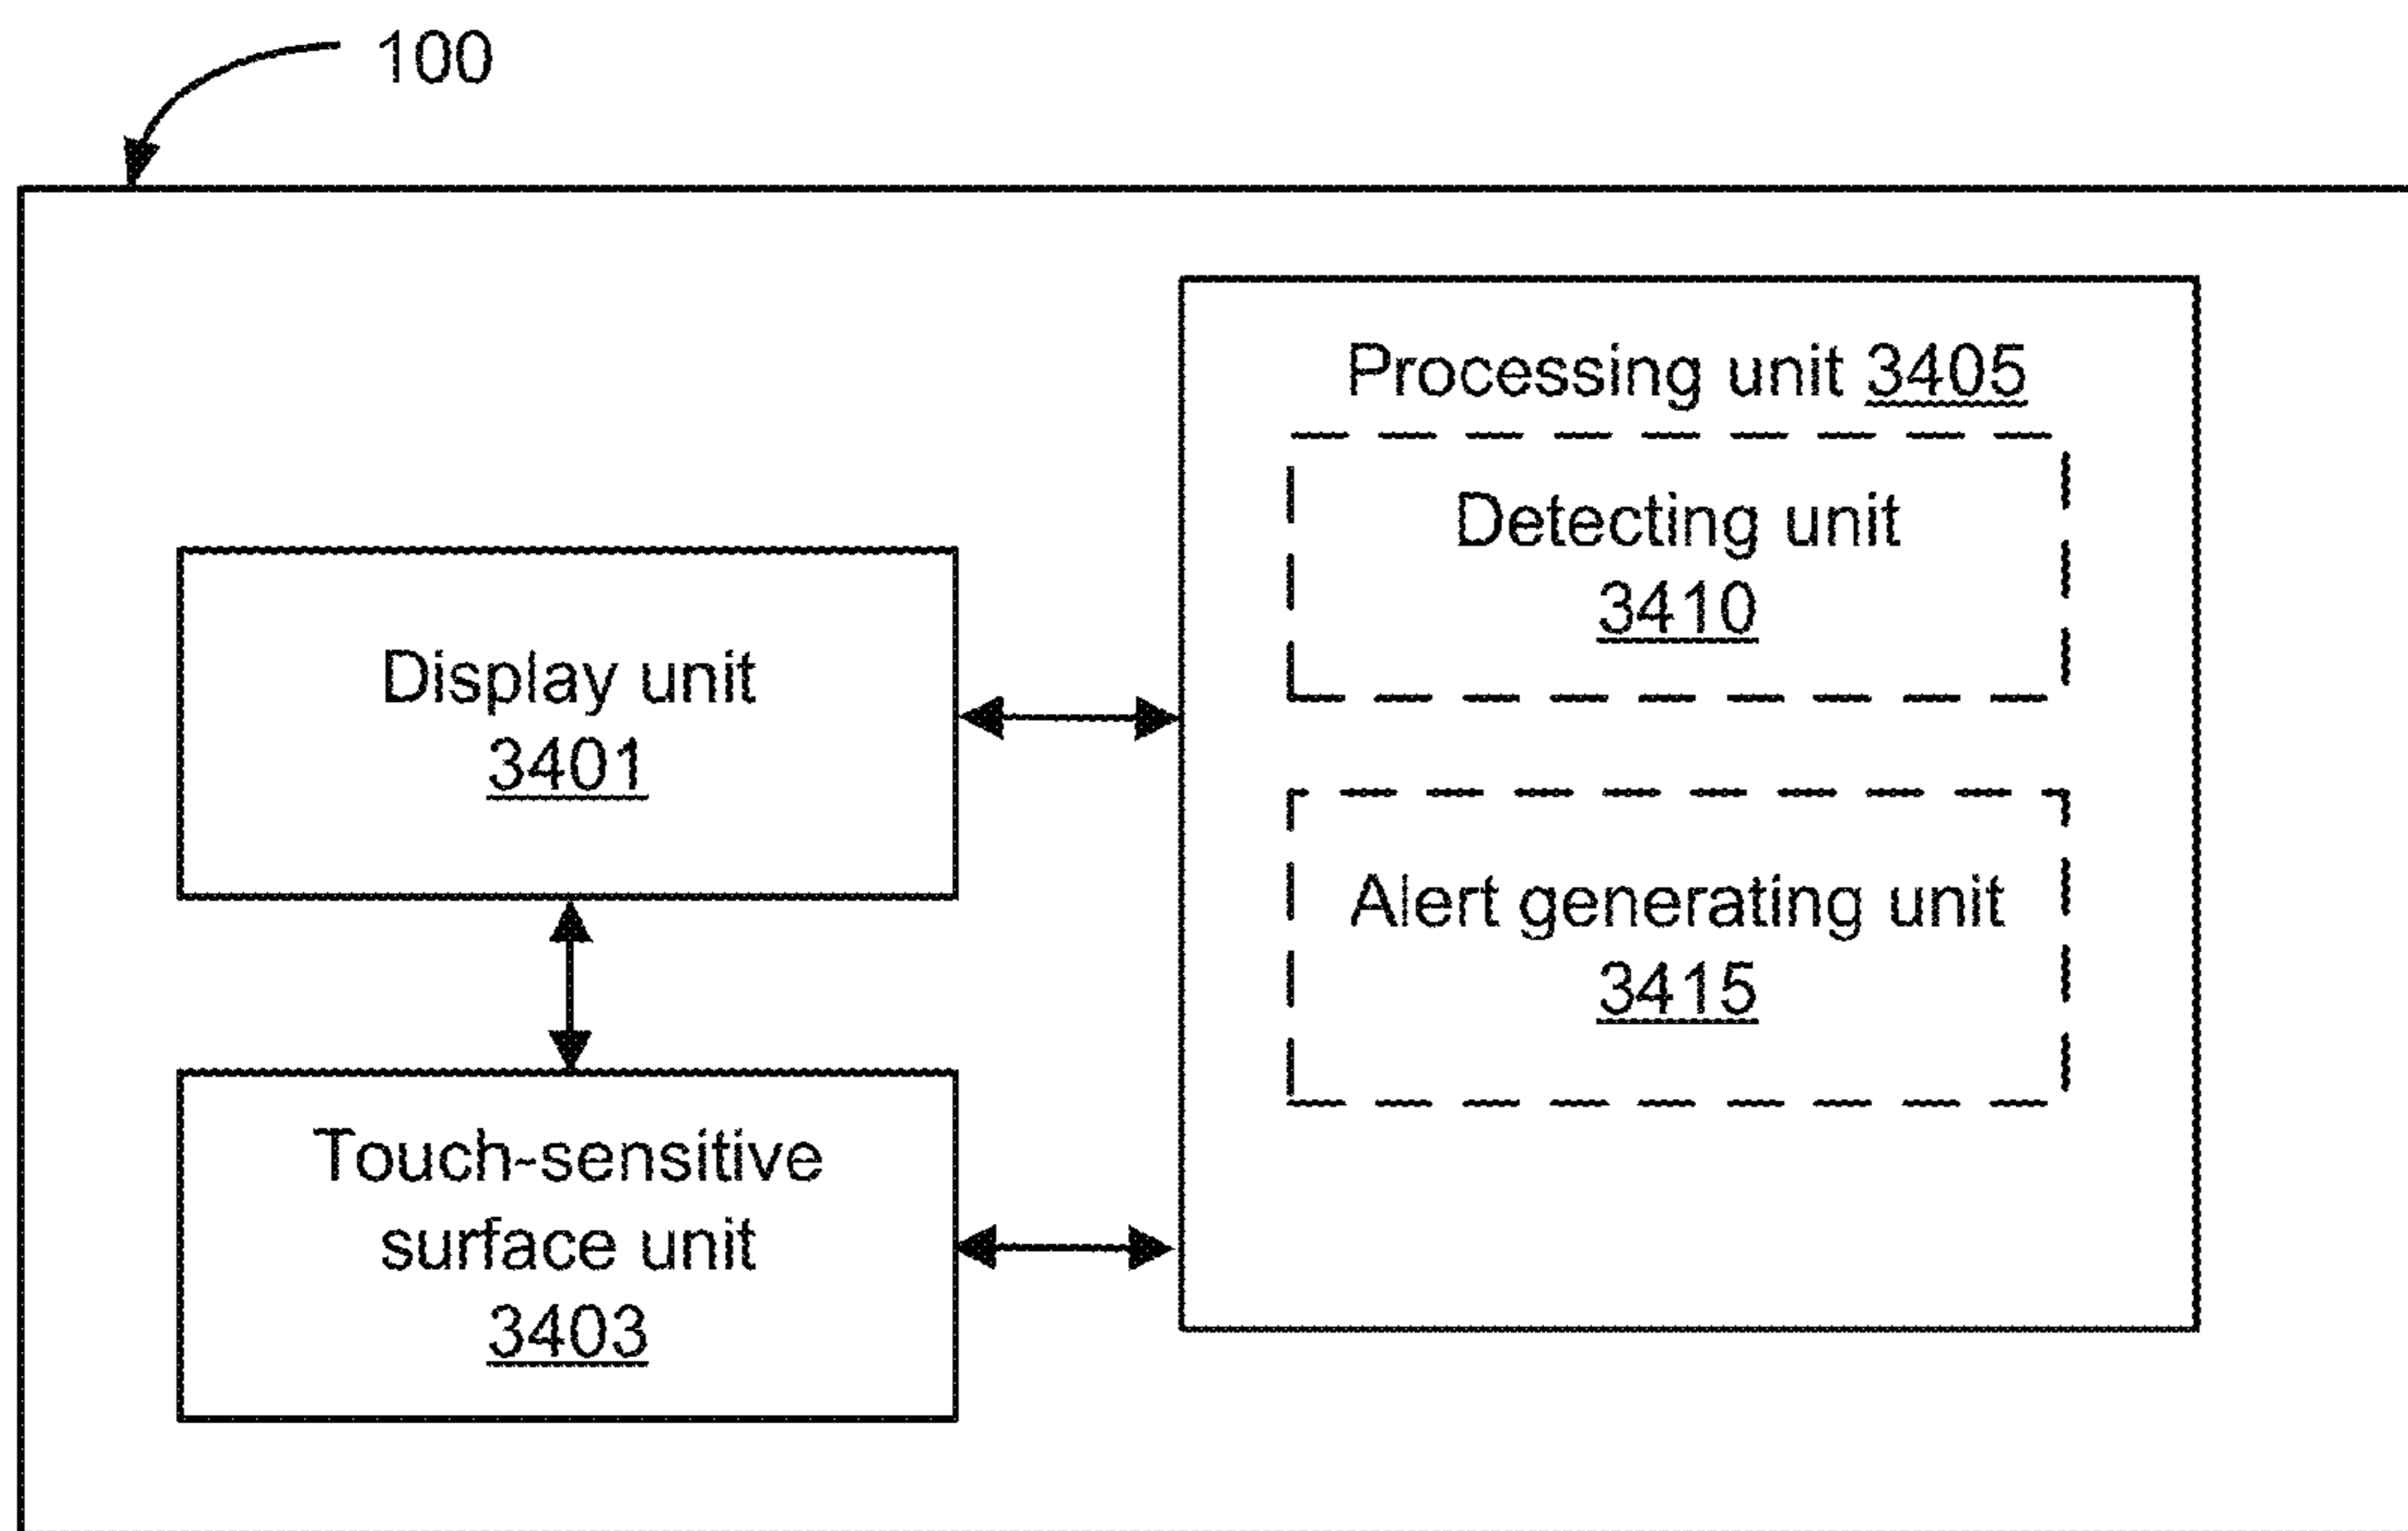 100
Processing unit 3405
Detecting unit
3410
Display unit
3401
Alert generating unit
3415
Touch-sensitive
surface unit
3403